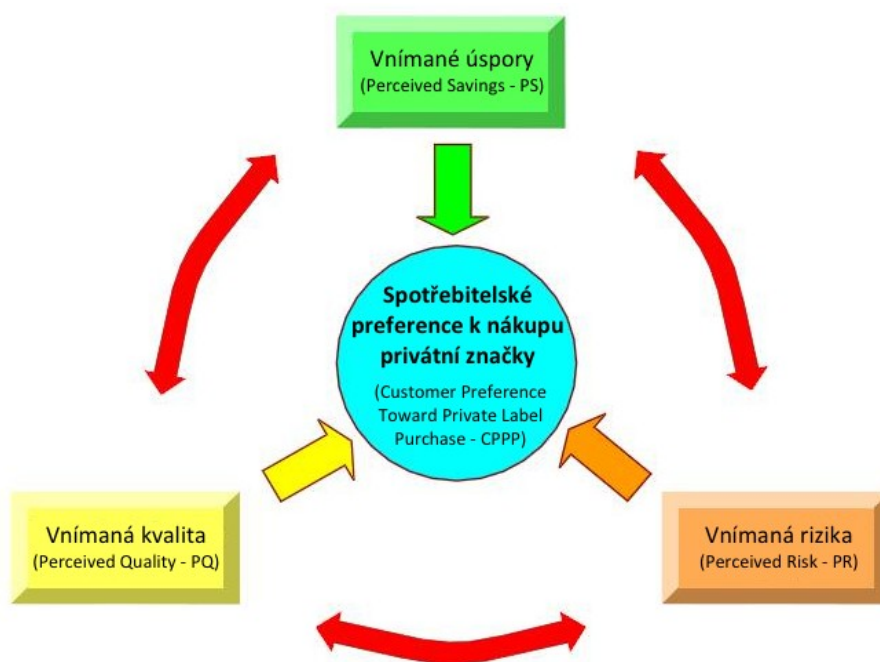 Vnímané úspory
(Perceived Savings - PS)
Spotřebitelské
preference k nákupu
privátní značky
(Customer Preference
Toward Private Label
Purchase - CPPP)
Vnímaná kvalita
(Perceived Quality - PQ)
Vnímaná rizika
(Perceived Risk - PR)